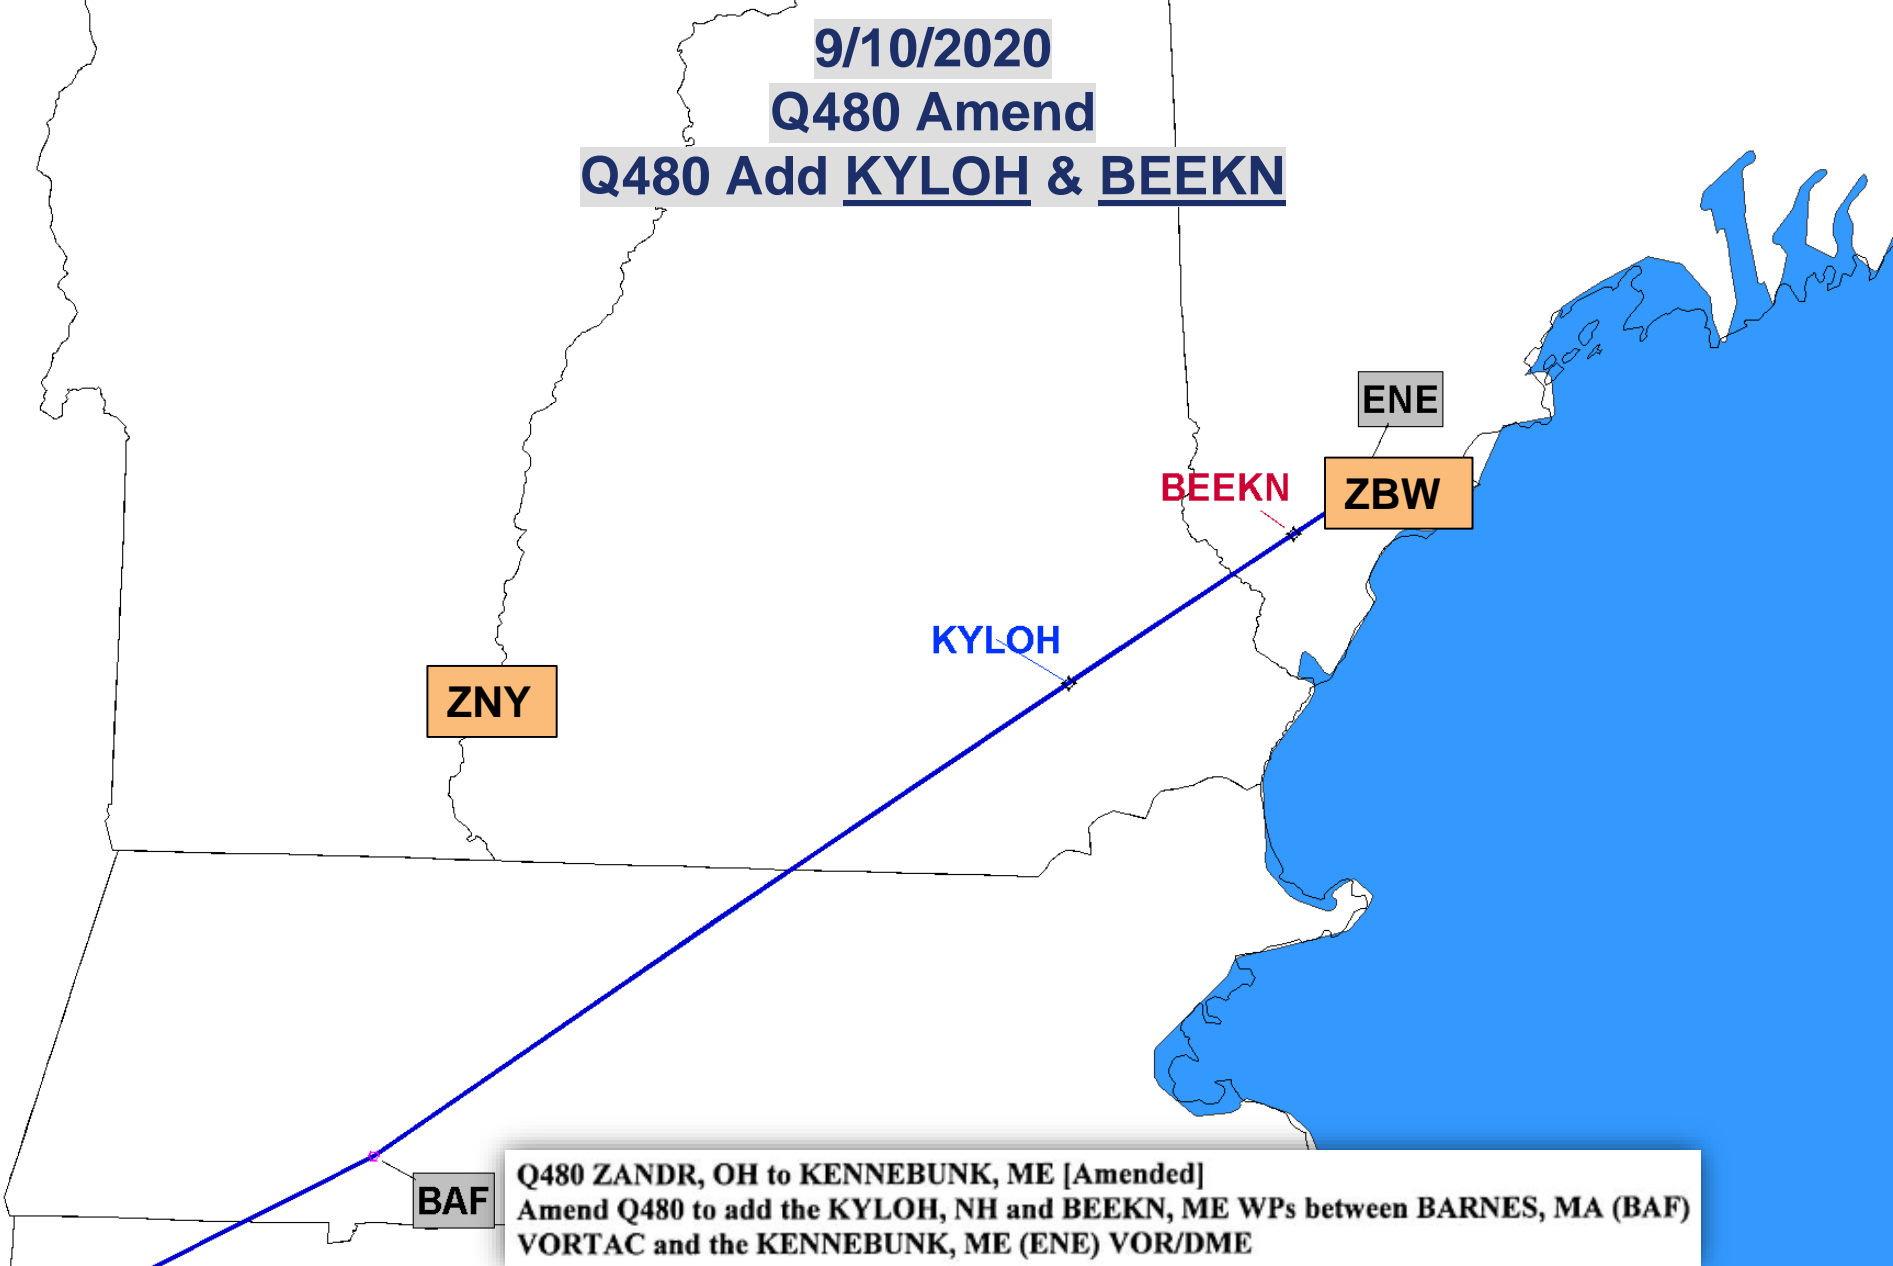 9/10/2020
Q480 Amend
Q480 Add KYLOH & BEEKN
ENE
BEEKN
ZBW
KYLOH
ZNY
BAF
Q480 ZANDR, OH to KENNEBUNK, ME [Amended]
Amend Q480 to add the KYLOH, NH and BEEKN, ME WPs between BARNES, MA (BAF)
VORTAC and the KENNEBUNK, ME (ENE) VOR/DME